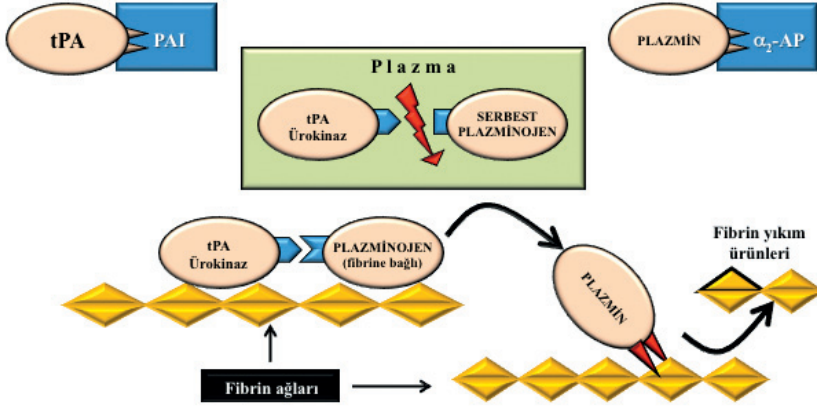 tPA
PAI
PLAZMİN
α₂-AP
Plazma
tPA
Ürokinaz
SERBEST
PLAZMİNOJEN
tPA
Ürokinaz
PLAZMİNOJEN
(fibrine bağlı)
PLAZMİN
Fibrin yıkım
ürünleri
Fibrin ağları